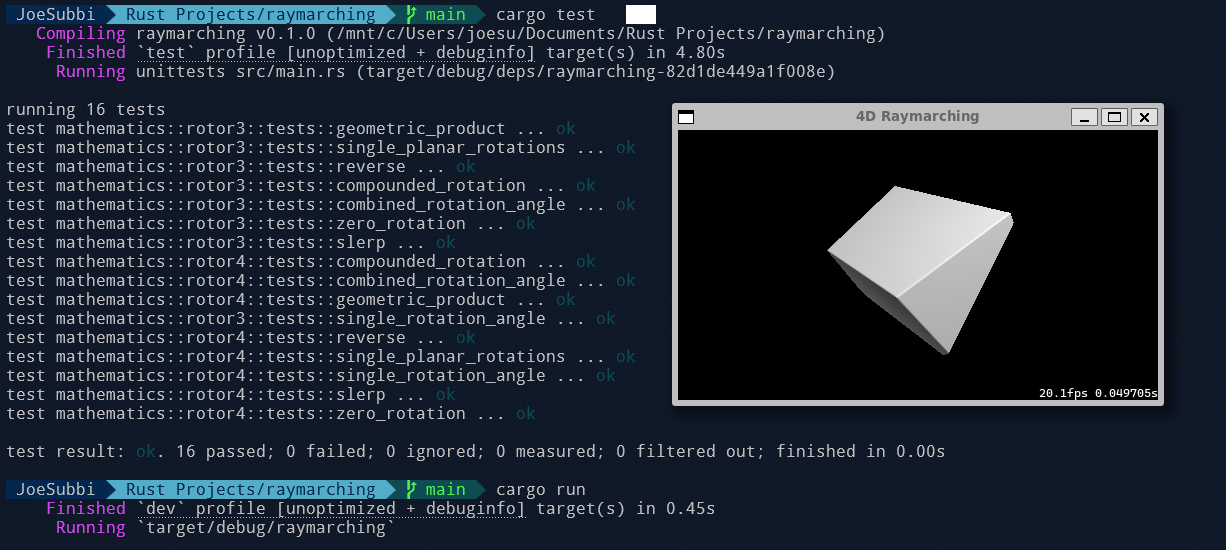 JoeSubbi Rust Projects/raymarching main cargo test
Compiling raymarching v0.1.0 (/mnt/c/Users/joesu/Documents/Rust Projects/raymarching)
Finished `test` profile [unoptimized + debuginfo] target(s) in 4.80s
Running unittests src/main.rs (target/debug/deps/raymarching-82d1de449a1f008e)
running 16 tests
test mathematics::rotor3::tests::geometric_product ... ok
test mathematics::rotor3::tests::single_planar_rotations ... ok
test mathematics::rotor3::tests::reverse ... ok
test mathematics::rotor3::tests::compounded_rotation ... ok
test mathematics::rotor3::tests::combined_rotation_angle ... ok
test mathematics::rotor3::tests::zero_rotation ... ok
test mathematics::rotor3::tests::slerp ... ok
test mathematics::rotor4::tests::compounded_rotation ... ok
test mathematics::rotor4::tests::combined_rotation_angle ... ok
test mathematics::rotor4::tests::geometric_product ... ok
test mathematics::rotor3::tests::single_rotation_angle ... ok
test mathematics::rotor4::tests::reverse ... ok
test mathematics::rotor4::tests::single_planar_rotations ... ok
test mathematics::rotor4::tests::single_rotation_angle ... ok
test mathematics::rotor4::tests::slerp ... ok
test mathematics::rotor4::tests::zero_rotation ... ok
test result: ok. 16 passed; 0 failed; 0 ignored; 0 measured; 0 filtered out; finished in 0.00s
JoeSubbi Rust Projects/raymarching main cargo run
Finished `dev` profile [unoptimized + debuginfo] target(s) in 0.45s
Running `target/debug/raymarching`
4D Raymarching
20.1fps 0.049705s